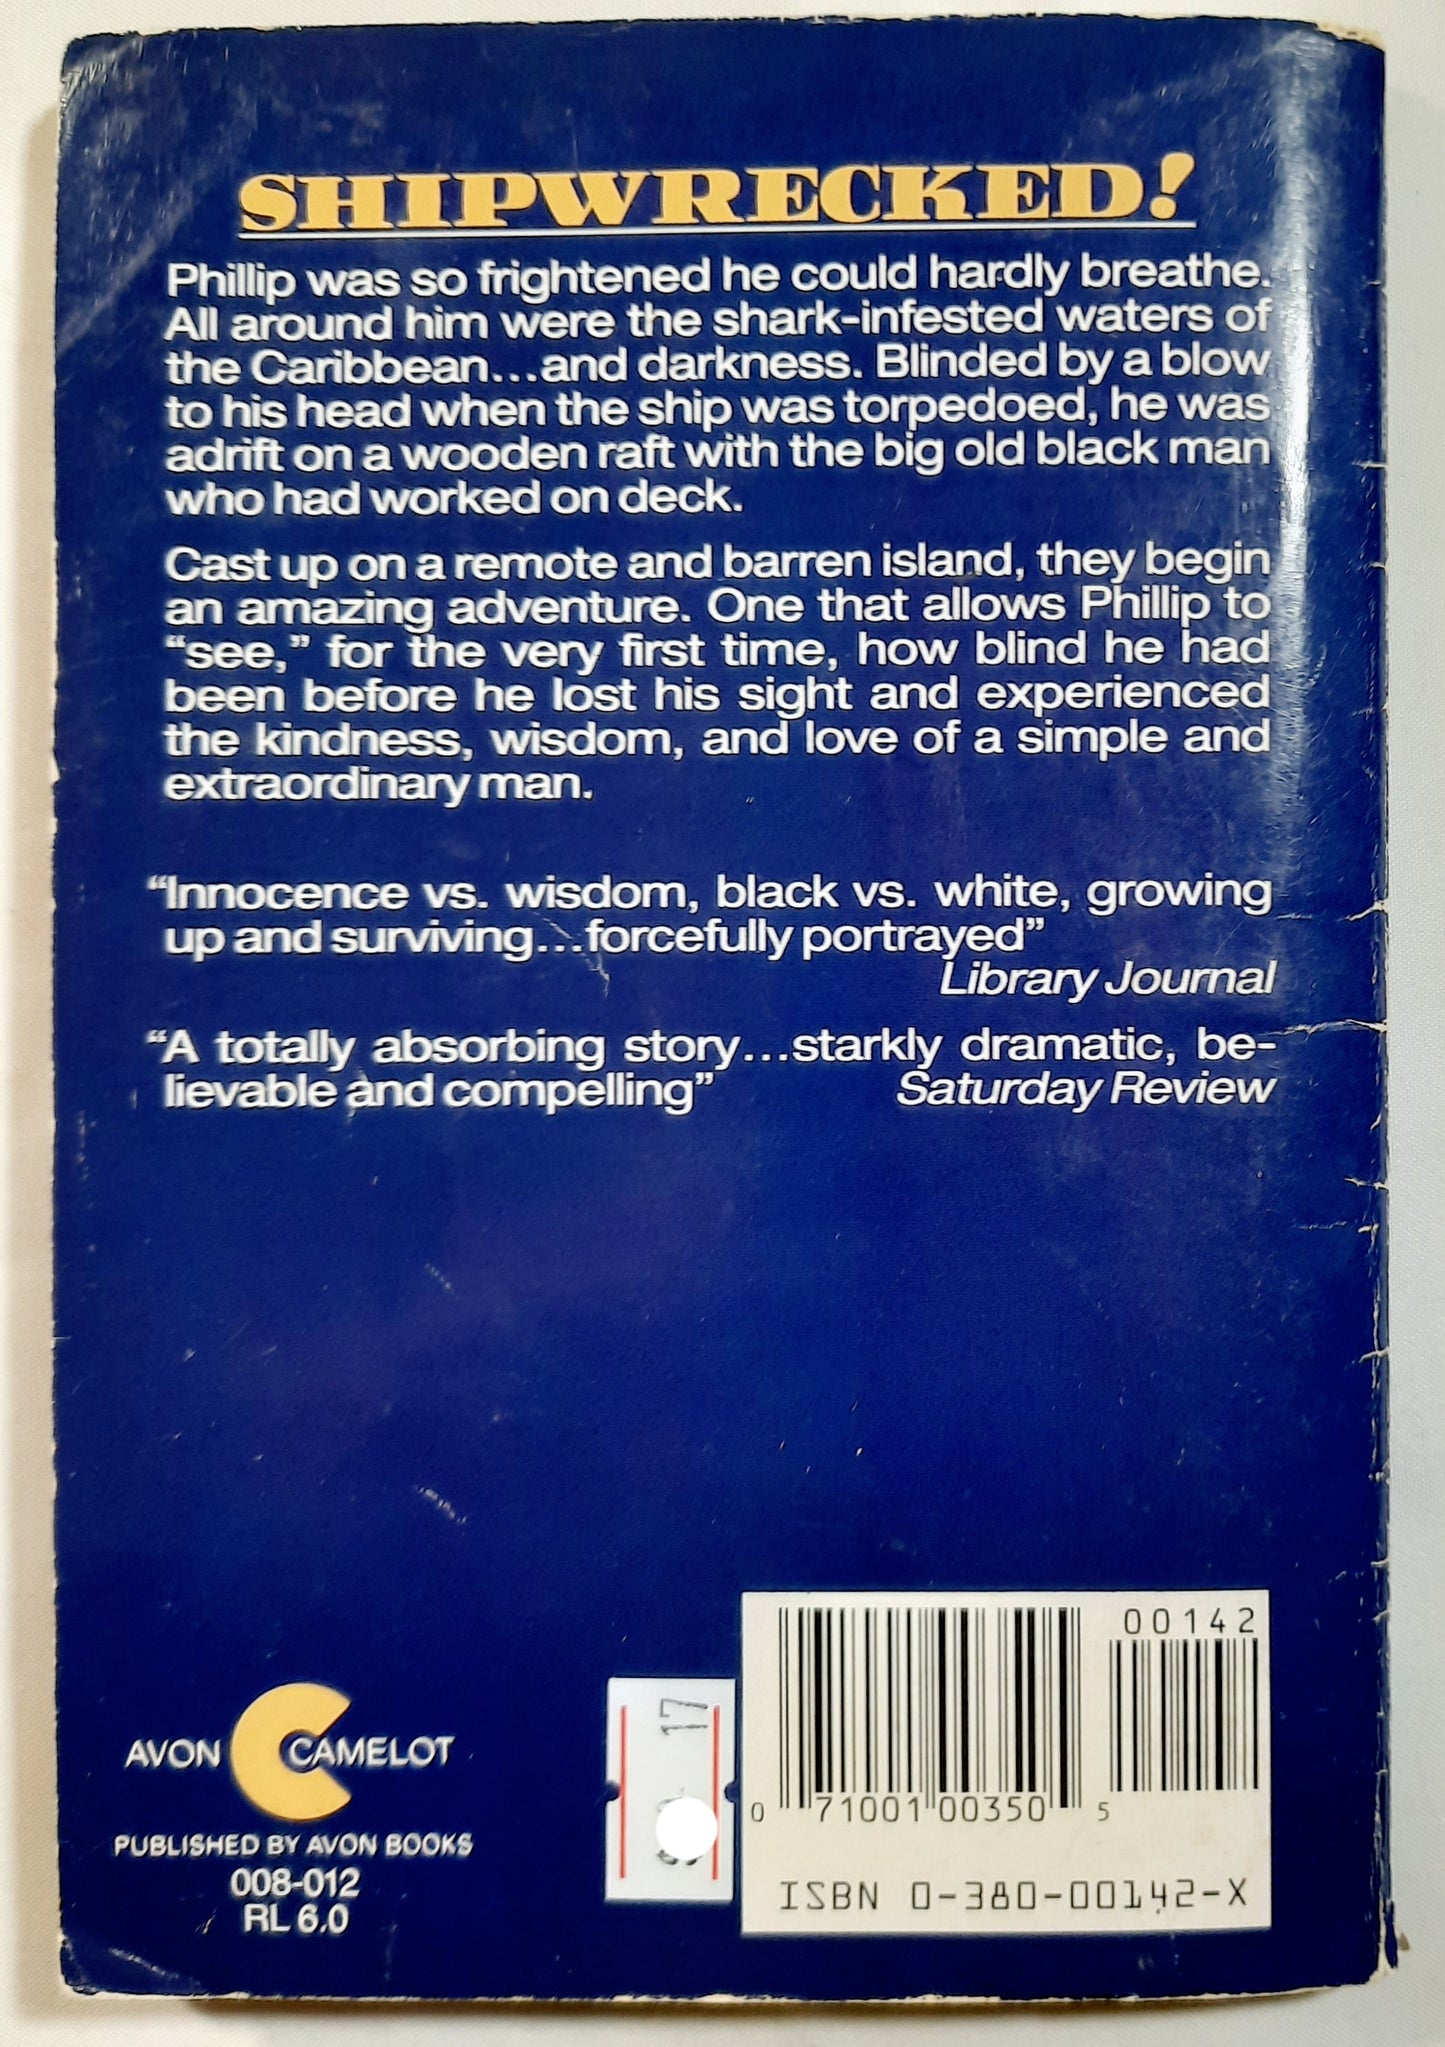 SHIPWRECKED!
Phillip was so frightened he could hardly breathe.
All around him were the shark-infested waters of
the Caribbean...and darkness. Blinded by a blow
to his head when the ship was torpedoed, he was
adrift on a wooden raft with the big old black man
who had worked on deck.
Cast up on a remote and barren island, they begin
an amazing adventure. One that allows Phillip to
“see,” for the very first time, how blind he had
been before he lost his sight and experienced
the kindness, wisdom, and love of a simple and
extraordinary man.
“Innocence vs. wisdom, black vs. white, growing
up and surviving...forcefully portrayed”
Library Journal
“A totally absorbing story...starkly dramatic, be-
lievable and compelling” Saturday Review
AVON CAMELOT
PUBLISHED BY AVON BOOKS
008-012
RL 6.0
17
00142
0 71001 00350 5
ISBN 0-380-00142-X